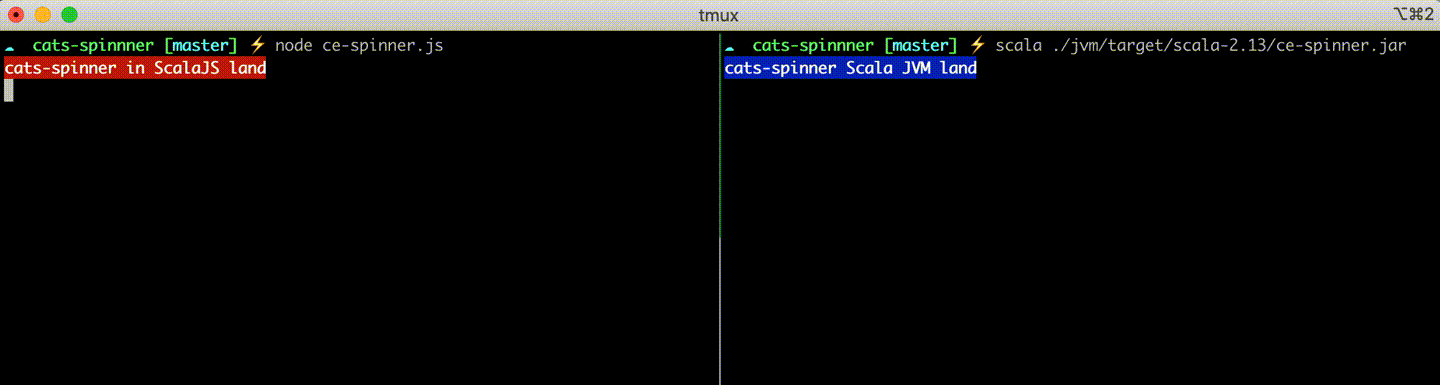 tmux
⌥⌘2
cats-spinnner [master] ⚡ node ce-spinner.js
cats-spinner in ScalaJS land
cats-spinnner [master] ⚡ scala ./jvm/target/scala-2.13/ce-spinner.jar
cats-spinner Scala JVM land